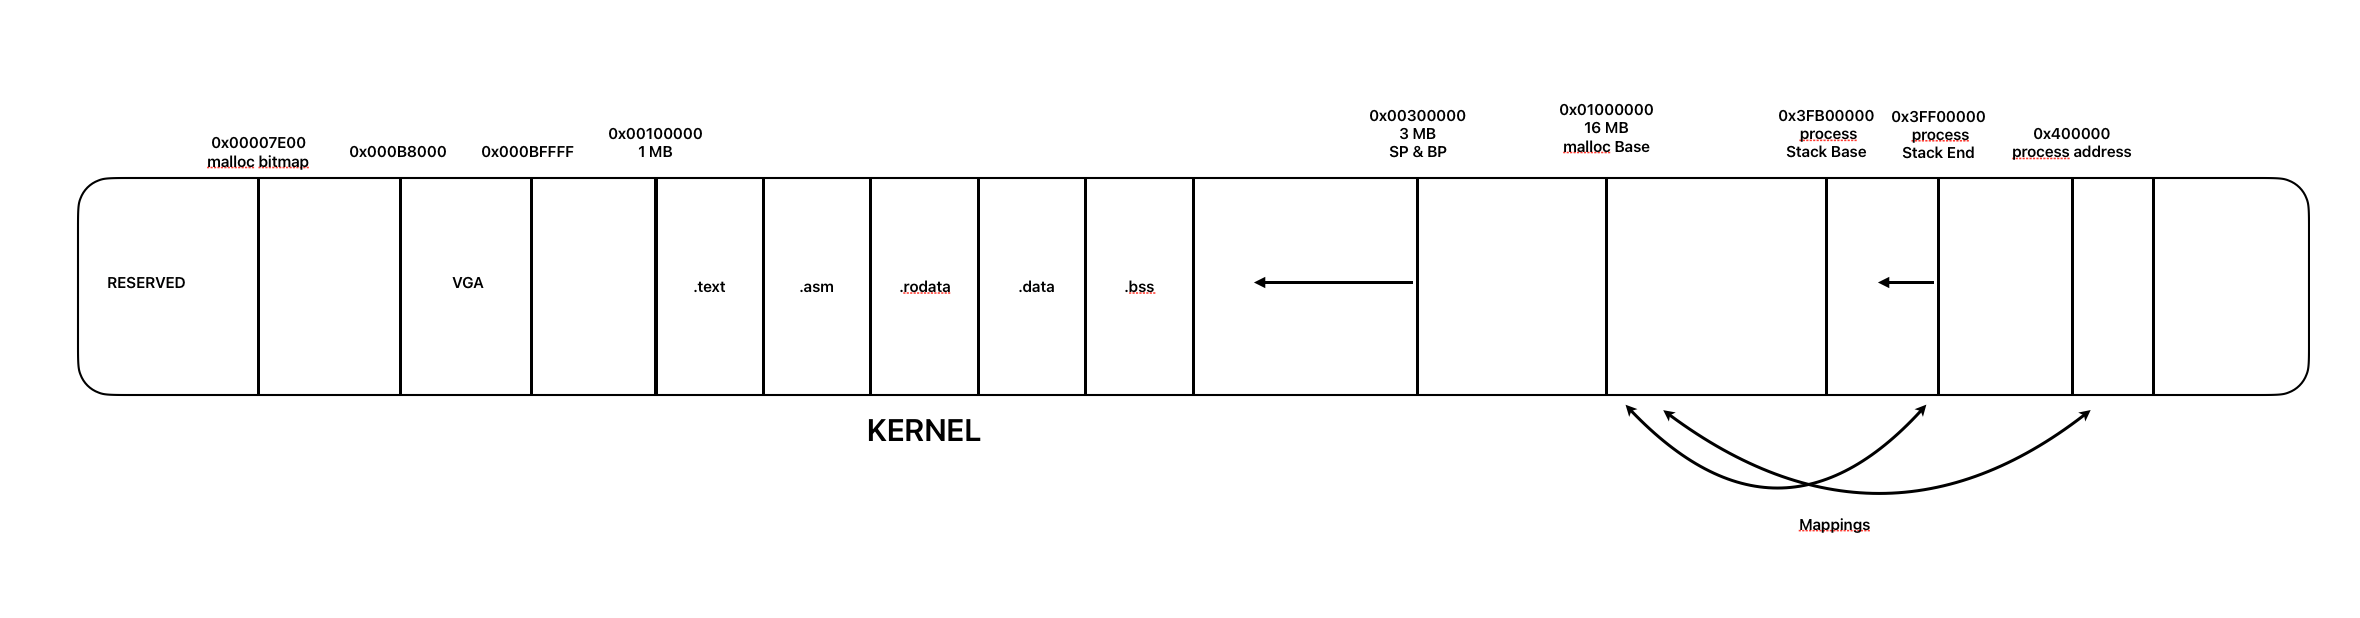 0x00007E00
malloc bitmap
0x000B8000
0x000BFFFF
0x00100000
1 MB
0x00300000
3 MB
SP & BP
0x01000000
16 MB
malloc Base
0x3FB00000
process
Stack Base
0x3FF00000
process
Stack End
0x400000
process address
RESERVED
VGA
.text
.asm
.rodata
.data
.bss
KERNEL
Mappings